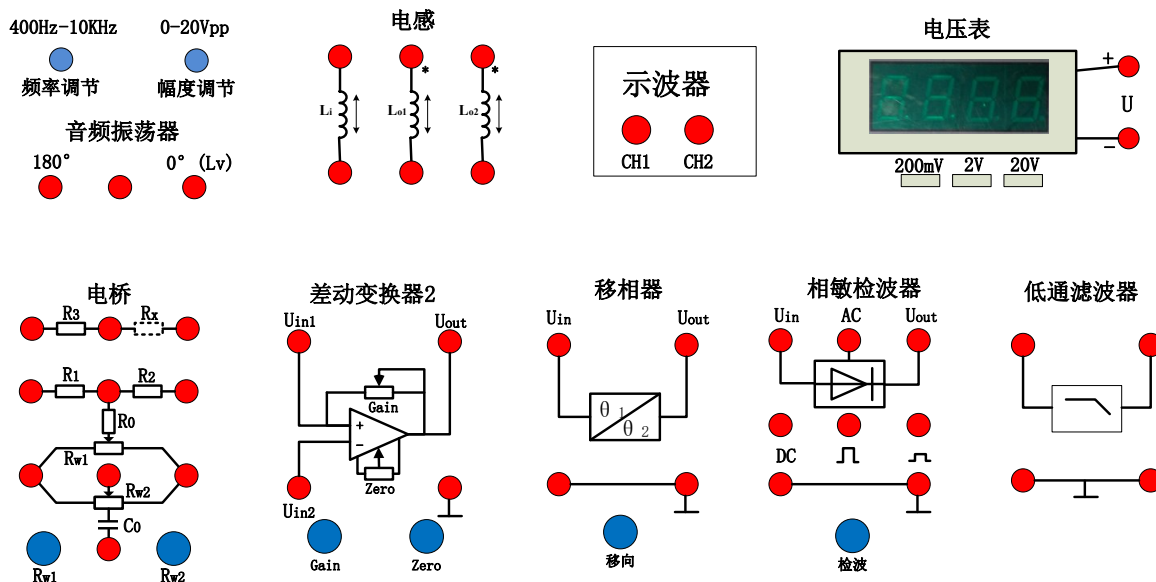 400Hz-10KHz
0-20Vpp
频率调节
幅度调节
音频振荡器
180°
0° (Lv)
电感
*
*
Li
Lo1
Lo2
示波器
CH1
CH2
电压表
+
U
−
200mV
2V
20V
电桥
R3
Rx
R1
R2
R0
Rw1
Rw2
C0
Rw1
Rw2
差动变换器2
Uin1
Uout
Gain
+
−
Zero
Uin2
Gain
Zero
移相器
Uin
Uout
θ 1
θ 2
移向
相敏检波器
Uin
AC
Uout
DC
检波
低通滤波器